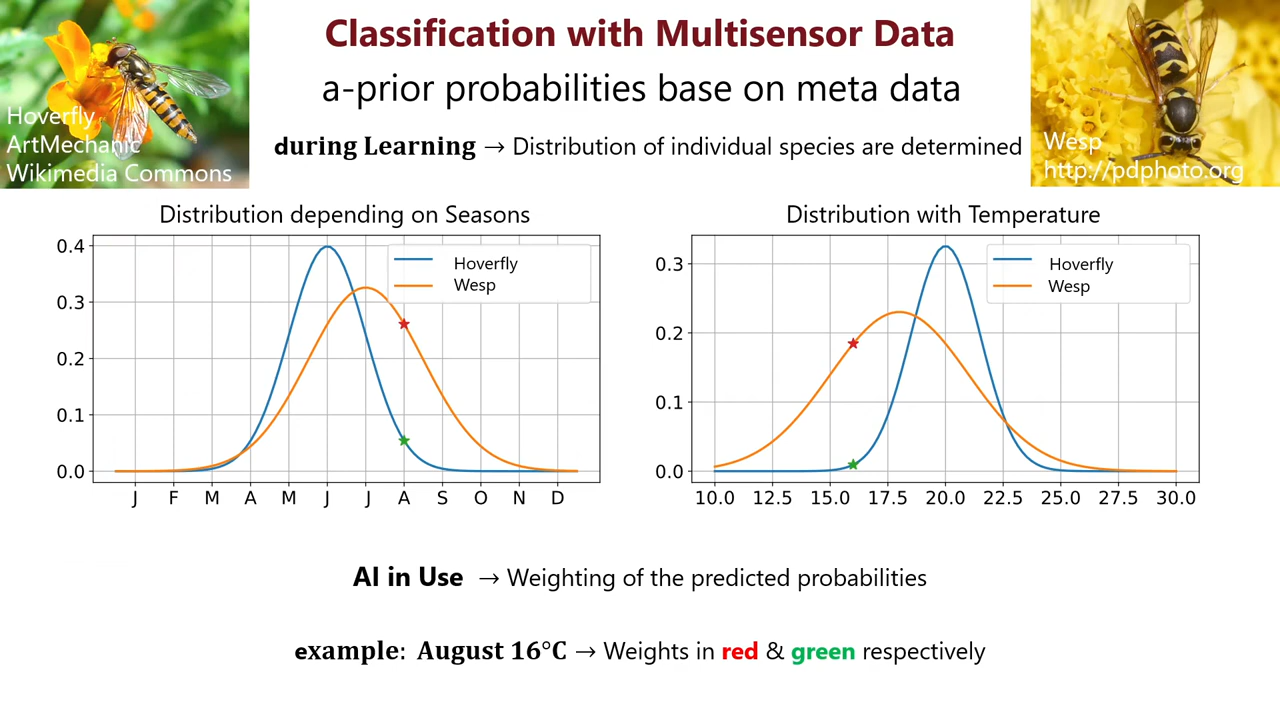 Classification with Multisensor Data
a-prior probabilities base on meta data
during Learning → Distribution of individual species are determined
Hoverfly
ArtMechanic
Wikimedia Commons
Wesp
http://pdphoto.org
Distribution depending on Seasons
0.4
0.3
0.2
0.1
0.0
Hoverfly
Wesp
J F M A M J J A S O N D
Distribution with Temperature
0.3
0.2
0.1
0.0
Hoverfly
Wesp
10.0 12.5 15.0 17.5 20.0 22.5 25.0 27.5 30.0
AI in Use → Weighting of the predicted probabilities
example: August 16°C → Weights in red & green respectively